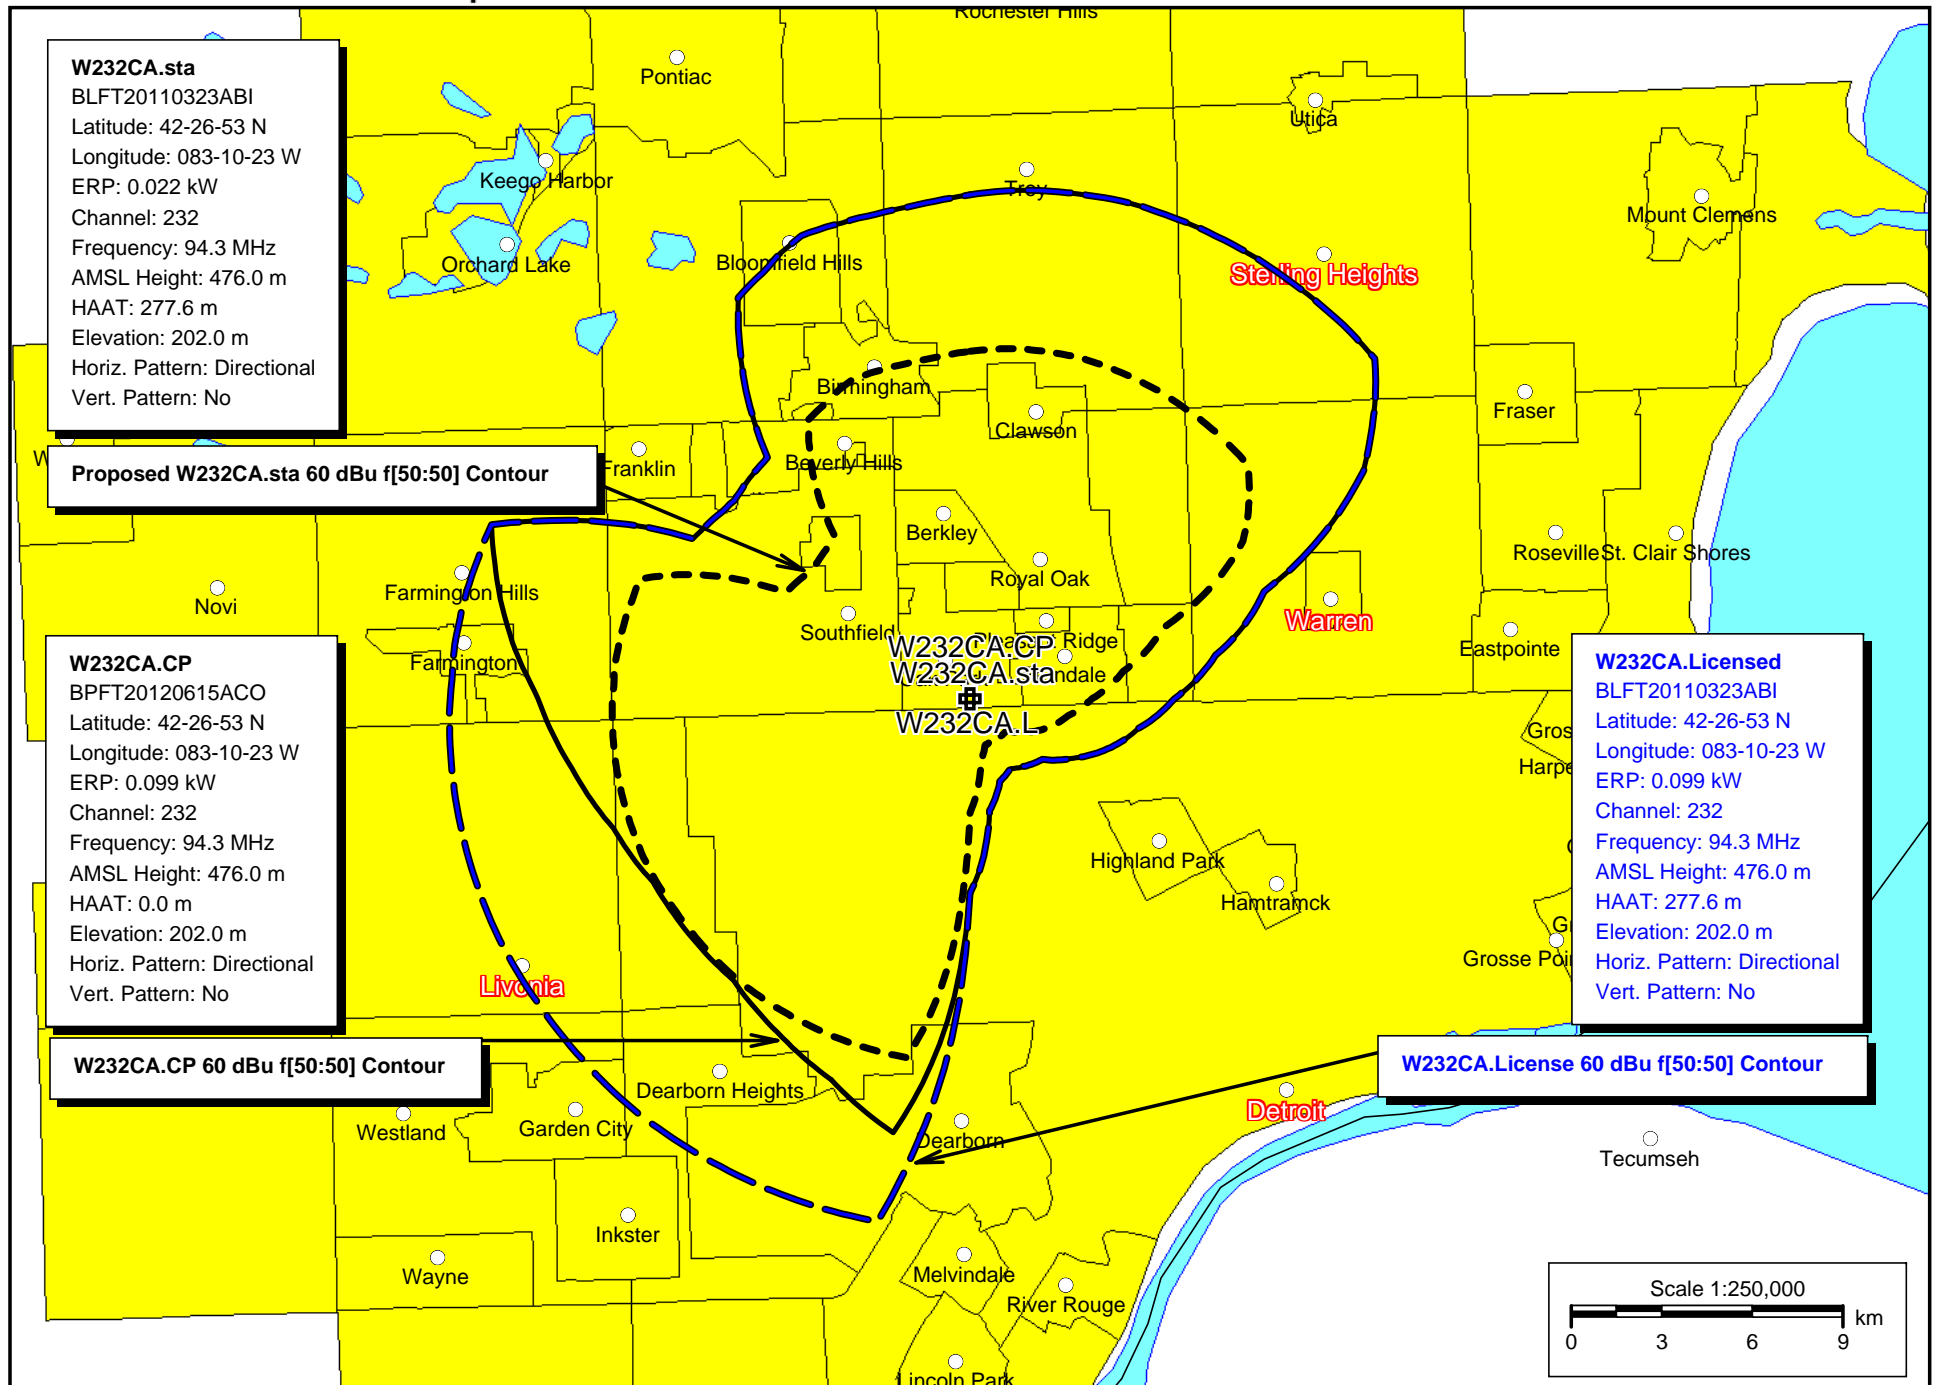 Rochester Hills
W232CA.sta
BLFT20110323ABI
Latitude: 42-26-53 N
Longitude: 083-10-23 W
ERP: 0.022 kW
Channel: 232
Frequency: 94.3 MHz
AMSL Height: 476.0 m
HAAT: 277.6 m
Elevation: 202.0 m
Horiz. Pattern: Directional
Vert. Pattern: No
Pontiac
Utica
Keego Harbor
Troy
Mount Clemens
Orchard Lake
Bloomfield Hills
Sterling Heights
Birmingham
Fraser
Clawson
Franklin
Beverly Hills
Proposed W232CA.sta 60 dBu f[50:50] Contour
Berkley
Roseville
St. Clair Shores
Royal Oak
Novi
Farmington Hills
Southfield
Warren
Ridge
Eastpointe
Farmington
W232CA.CP
W232CA.sta
W232CA.L
W232CA.CP
BPFT20120615ACO
Latitude: 42-26-53 N
Longitude: 083-10-23 W
ERP: 0.099 kW
Channel: 232
Frequency: 94.3 MHz
AMSL Height: 476.0 m
HAAT: 0.0 m
Elevation: 202.0 m
Horiz. Pattern: Directional
Vert. Pattern: No
W232CA.Licensed
BLFT20110323ABI
Latitude: 42-26-53 N
Longitude: 083-10-23 W
ERP: 0.099 kW
Channel: 232
Frequency: 94.3 MHz
AMSL Height: 476.0 m
HAAT: 277.6 m
Elevation: 202.0 m
Horiz. Pattern: Directional
Vert. Pattern: No
Highland Park
Hamtramck
Grosse
Livonia
W232CA.CP 60 dBu f[50:50] Contour
W232CA.License 60 dBu f[50:50] Contour
Dearborn Heights
Detroit
Westland
Garden City
Dearborn
Tecumseh
Inkster
Wayne
Melvindale
River Rouge
Lincoln Park
Scale 1:250,000
km
0 3 6 9